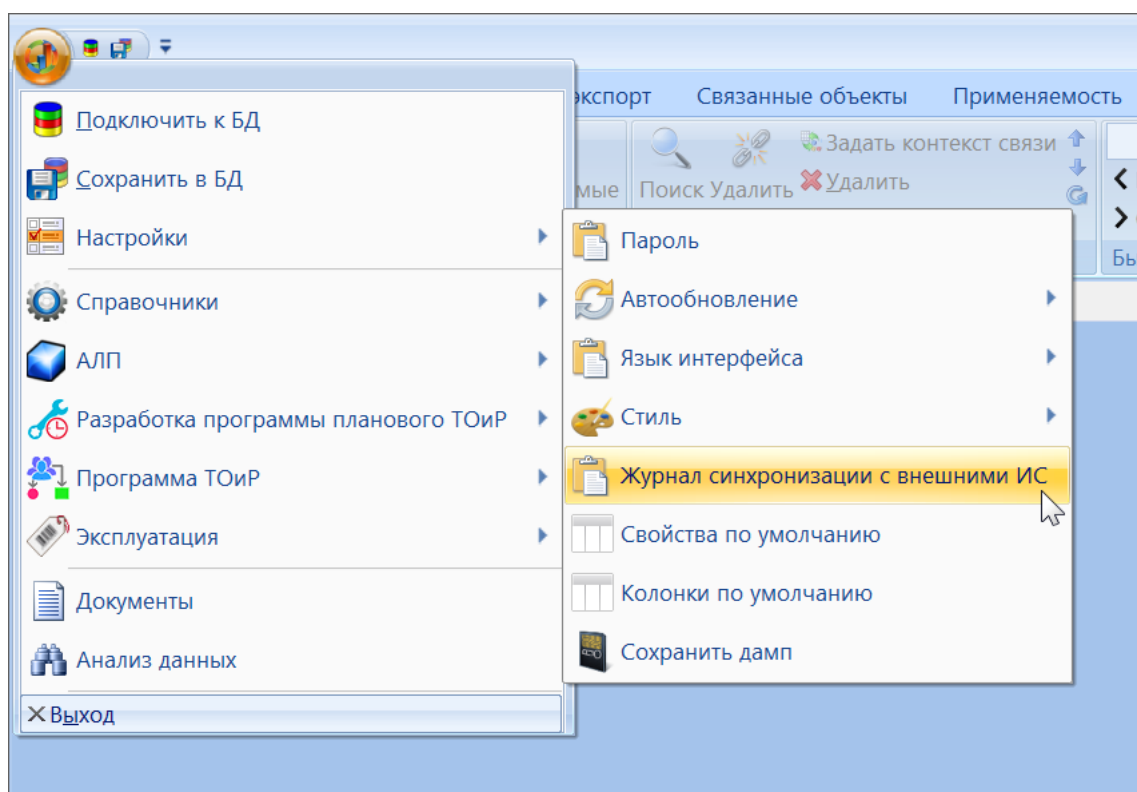 экспорт Связанные объекты Применяемость
Подключить к БД
Сохранить в БД
Настройки
Справочники
АЛП
Разработка программы планового ТОиР
Программа ТОиР
Эксплуатация
Документы
Анализ данных
Выход
Задать контекст связи
мые Поиск Удалить Удалить
Бы
Пароль
Автообновление
Язык интерфейса
Стиль
Журнал синхронизации с внешними ИС
Свойства по умолчанию
Колонки по умолчанию
Сохранить дамп